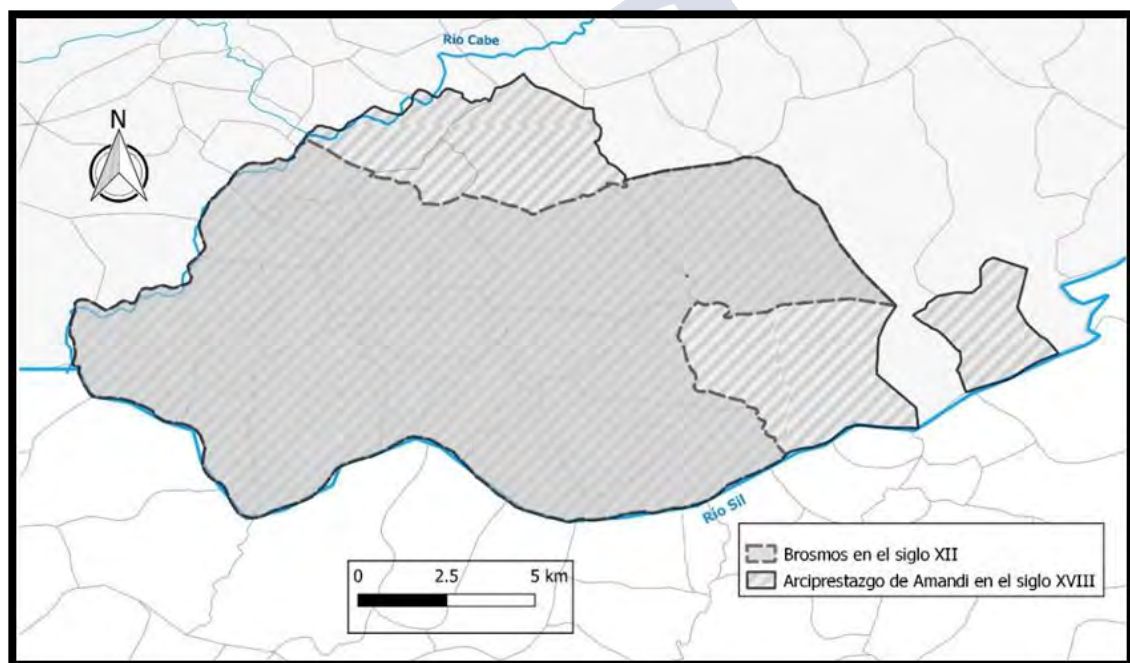 Río Cabe
N
Río Sil
0 2.5 5 km
Brosmos en el siglo XII
Arciprestazgo de Amandi en el siglo XVIII